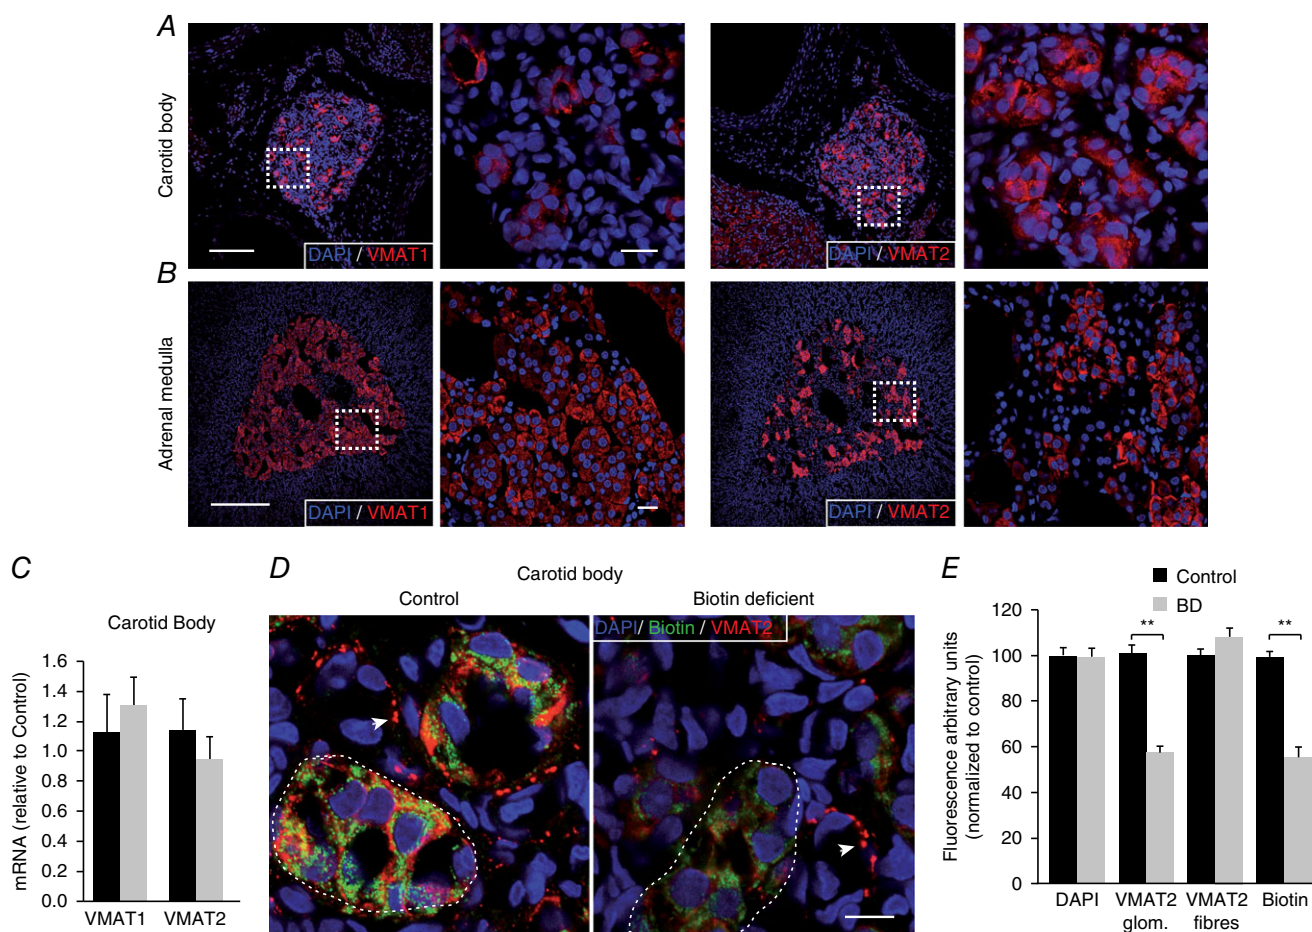 A
Carotid body
DAPI / VMAT1
DAPI / VMAT2
B
Adrenal medulla
DAPI / VMAT1
DAPI / VMAT2
C
Carotid Body
mRNA (relative to Control)
1.6
1.4
1.2
1.0
0.8
0.6
0.4
0.2
0.0
VMAT1
VMAT2
D
Carotid body
Control
Biotin deficient
DAPI/ Biotin / VMAT2
E
Control
BD
Fluorescence arbitrary units
(normalized to control)
120
100
80
60
40
20
0
**
**
DAPI
VMAT2
glom.
VMAT2
fibres
Biotin